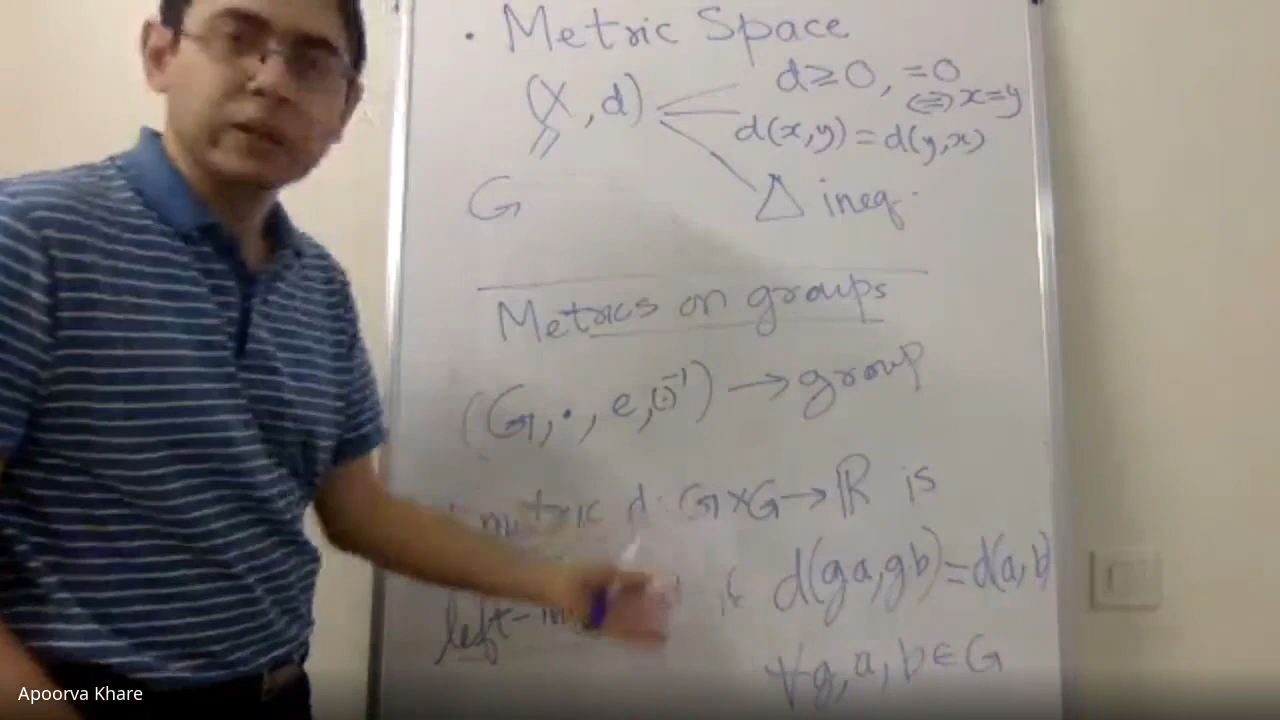 • Metric Space
(X, d)
d≥0, =0
⇔ x=y
d(x,y) = d(y,x)
Δ ineq.
G
Metrics on groups
(G, ·, e, (·)⁻¹) → group
metric d: G×G→ℝ is
left- if d(ga, gb)=d(a,b)
∀g, a, b ∈ G
Apoorva Khare